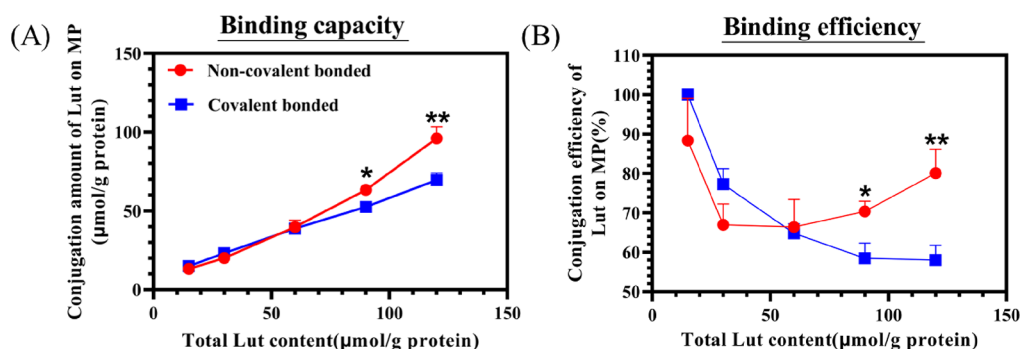 (A)
Binding capacity
Conjugation amount of Lut on MP
(μmol/g protein)
150
100
50
0
Non-covalent bonded
Covalent bonded
*
**
0 50 100 150
Total Lut content(μmol/g protein)
(B)
Binding efficiency
Conjugation efficiency of
Lut on MP(%)
110
100
90
80
70
60
50
*
**
0 50 100 150
Total Lut content(μmol/g protein)